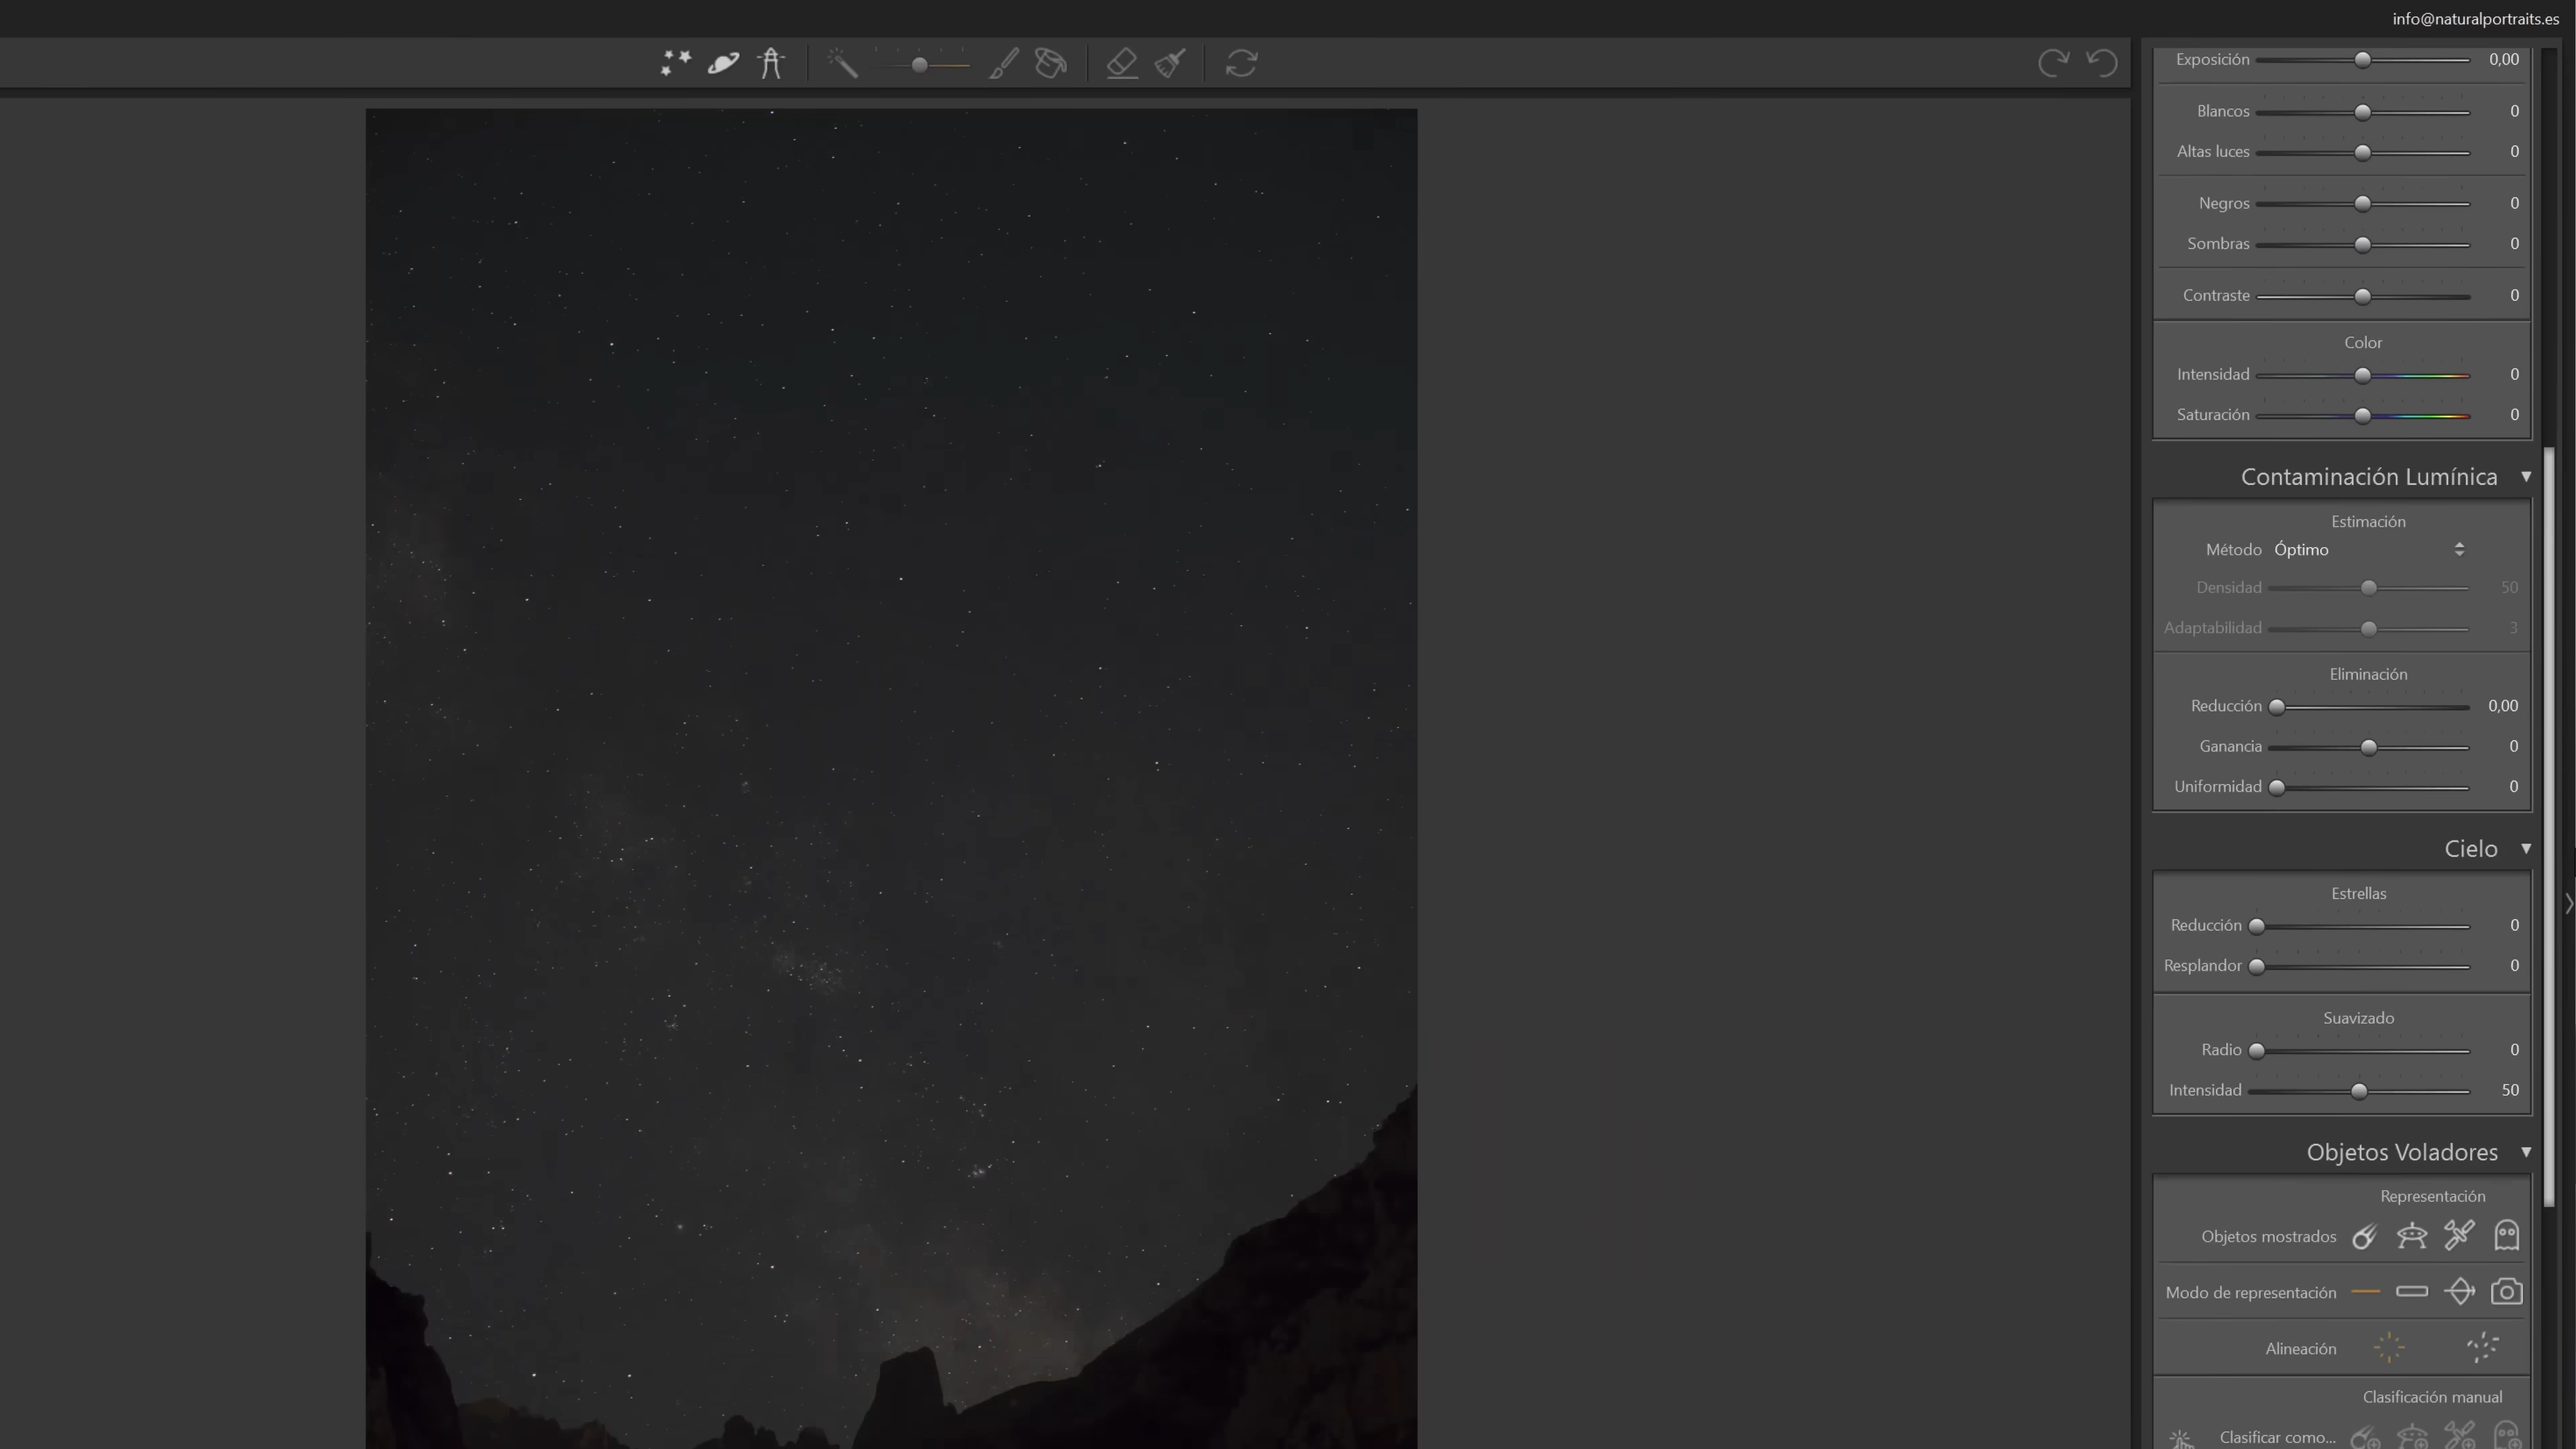 info@naturalportraits.es
Exposición 0,00
Blancos 0
Altas luces 0
Negros 0
Sombras 0
Contraste 0
Color
Intensidad 0
Saturación 0
Contaminación Lumínica
Estimación
Método Óptimo
Densidad 50
Adaptabilidad 3
Eliminación
Reducción 0,00
Ganancia 0
Uniformidad 0
Cielo
Estrellas
Reducción 0
Resplandor 0
Suavizado
Radio 0
Intensidad 50
Objetos Voladores
Representación
Objetos mostrados
Modo de representación
Alineación
Clasificación manual
Clasificar como...